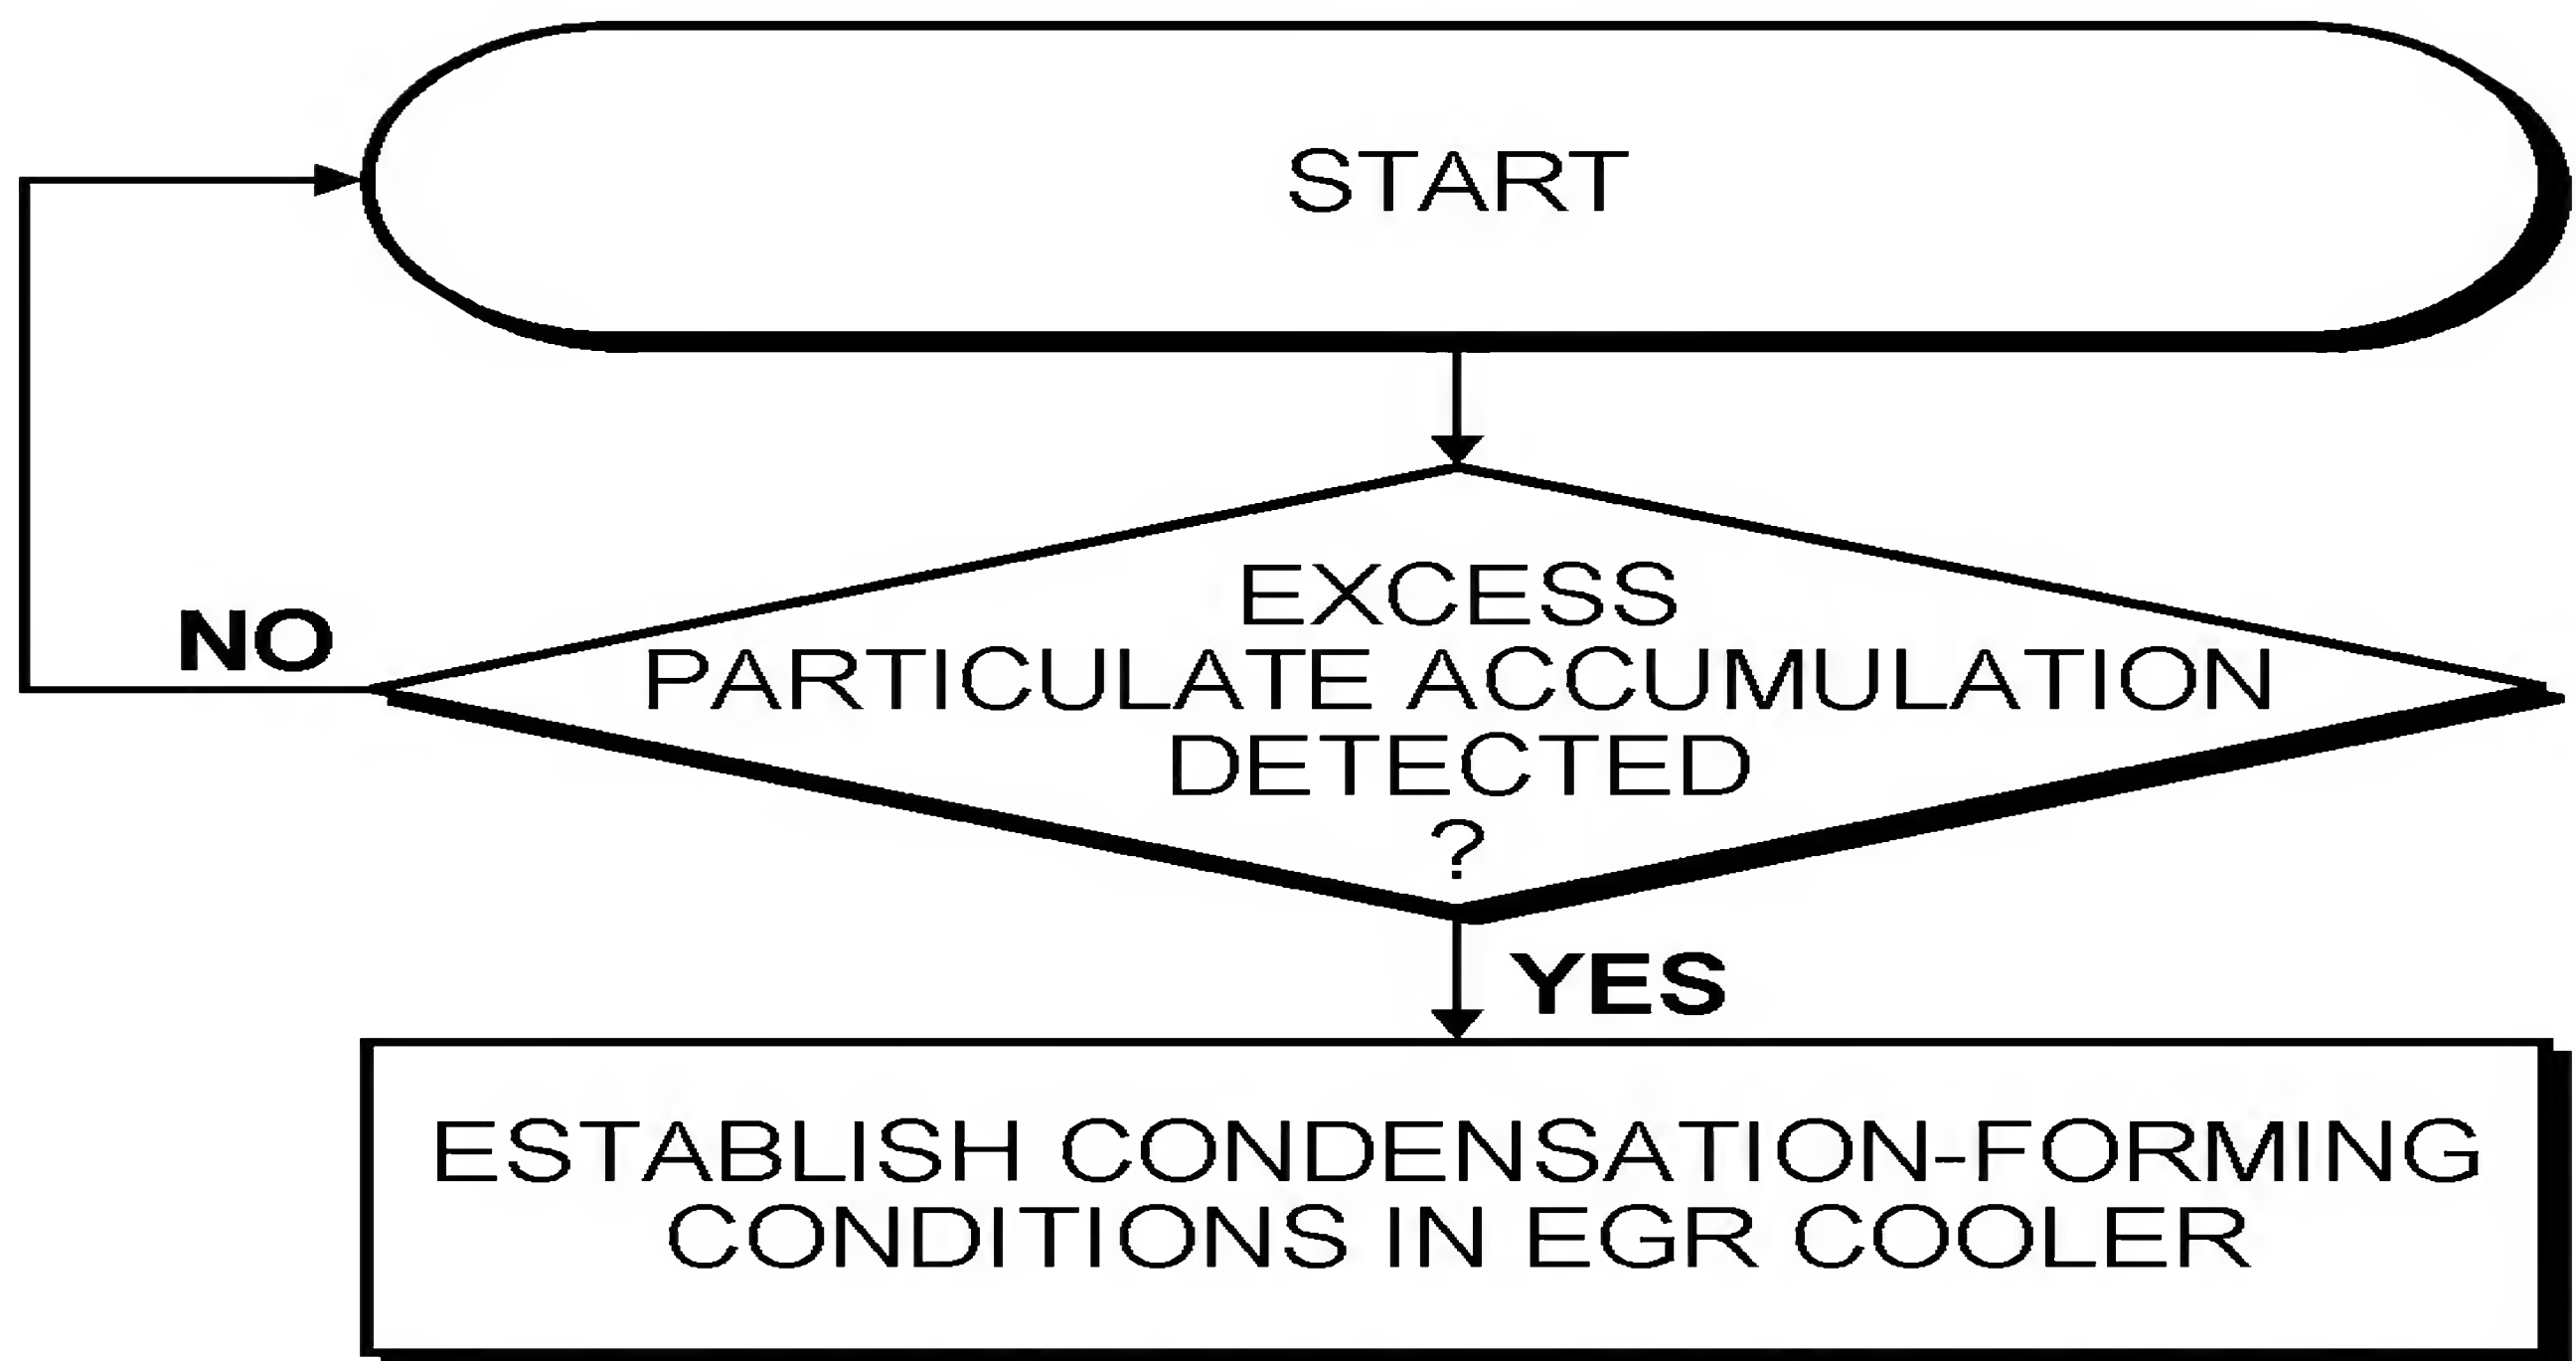 START
EXCESS
PARTICULATE ACCUMULATION
DETECTED
?
NO
YES
ESTABLISH CONDENSATION-FORMING
CONDITIONS IN EGR COOLER